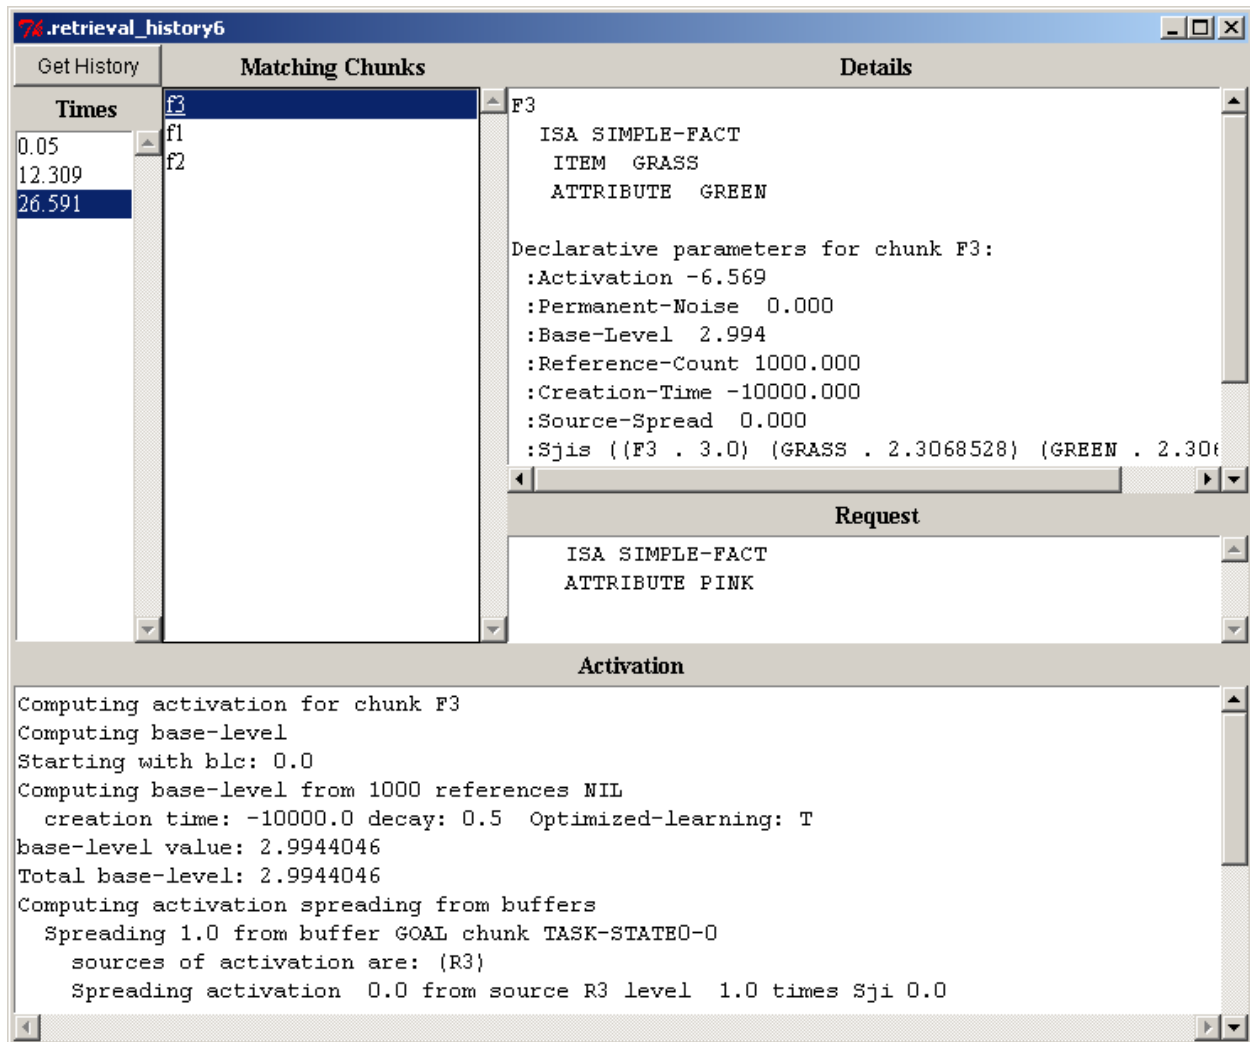 .retrieval_history6
Get History
Matching Chunks
Details
Times
0.05
12.309
26.591
f3
f1
f2
F3
ISA SIMPLE-FACT
ITEM GRASS
ATTRIBUTE GREEN
Declarative parameters for chunk F3:
:Activation -6.569
:Permanent-Noise 0.000
:Base-Level 2.994
:Reference-Count 1000.000
:Creation-Time -10000.000
:Source-Spread 0.000
:Sjis ((F3 . 3.0) (GRASS . 2.3068528) (GREEN . 2.306
Request
ISA SIMPLE-FACT
ATTRIBUTE PINK
Activation
Computing activation for chunk F3
Computing base-level
Starting with blc: 0.0
Computing base-level from 1000 references NIL
creation time: -10000.0 decay: 0.5 Optimized-learning: T
base-level value: 2.9944046
Total base-level: 2.9944046
Computing activation spreading from buffers
Spreading 1.0 from buffer GOAL chunk TASK-STATE0-0
sources of activation are: (R3)
Spreading activation 0.0 from source R3 level 1.0 times Sji 0.0